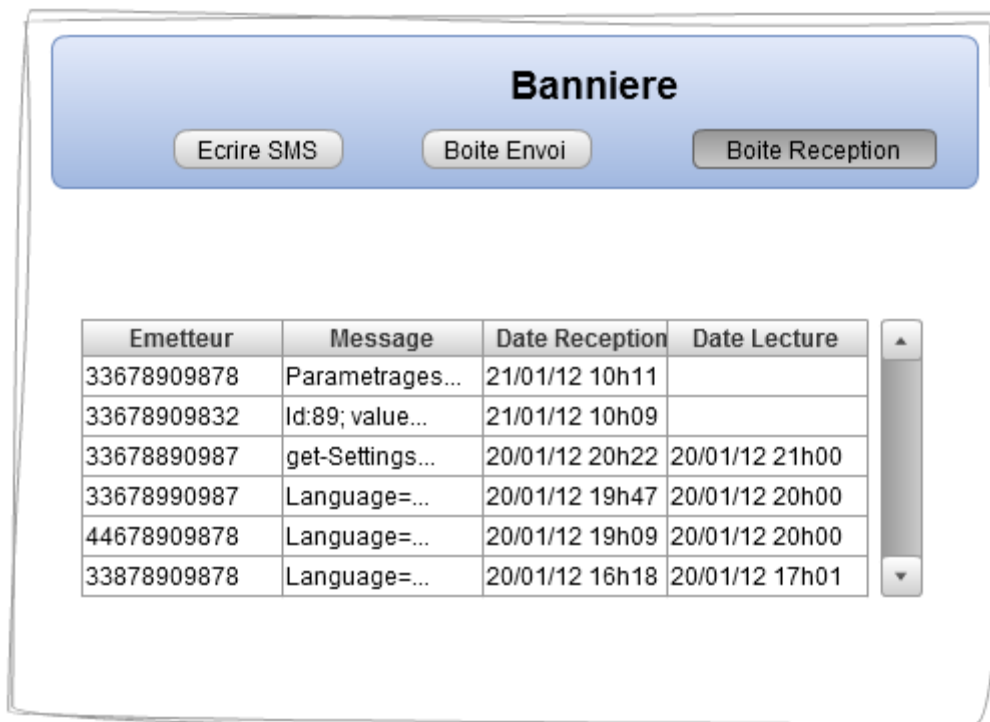 Banniere
Ecrire SMS Boite Envoi Boite Reception
Emetteur Message Date Reception Date Lecture
33678909878 Parametrages... 21/01/12 10h11
33678909832 Id:89; value... 21/01/12 10h09
33678890987 get-Settings... 20/01/12 20h22 20/01/12 21h00
33678990987 Language=... 20/01/12 19h47 20/01/12 20h00
44678909878 Language=... 20/01/12 19h09 20/01/12 20h00
33878909878 Language=... 20/01/12 16h18 20/01/12 17h01